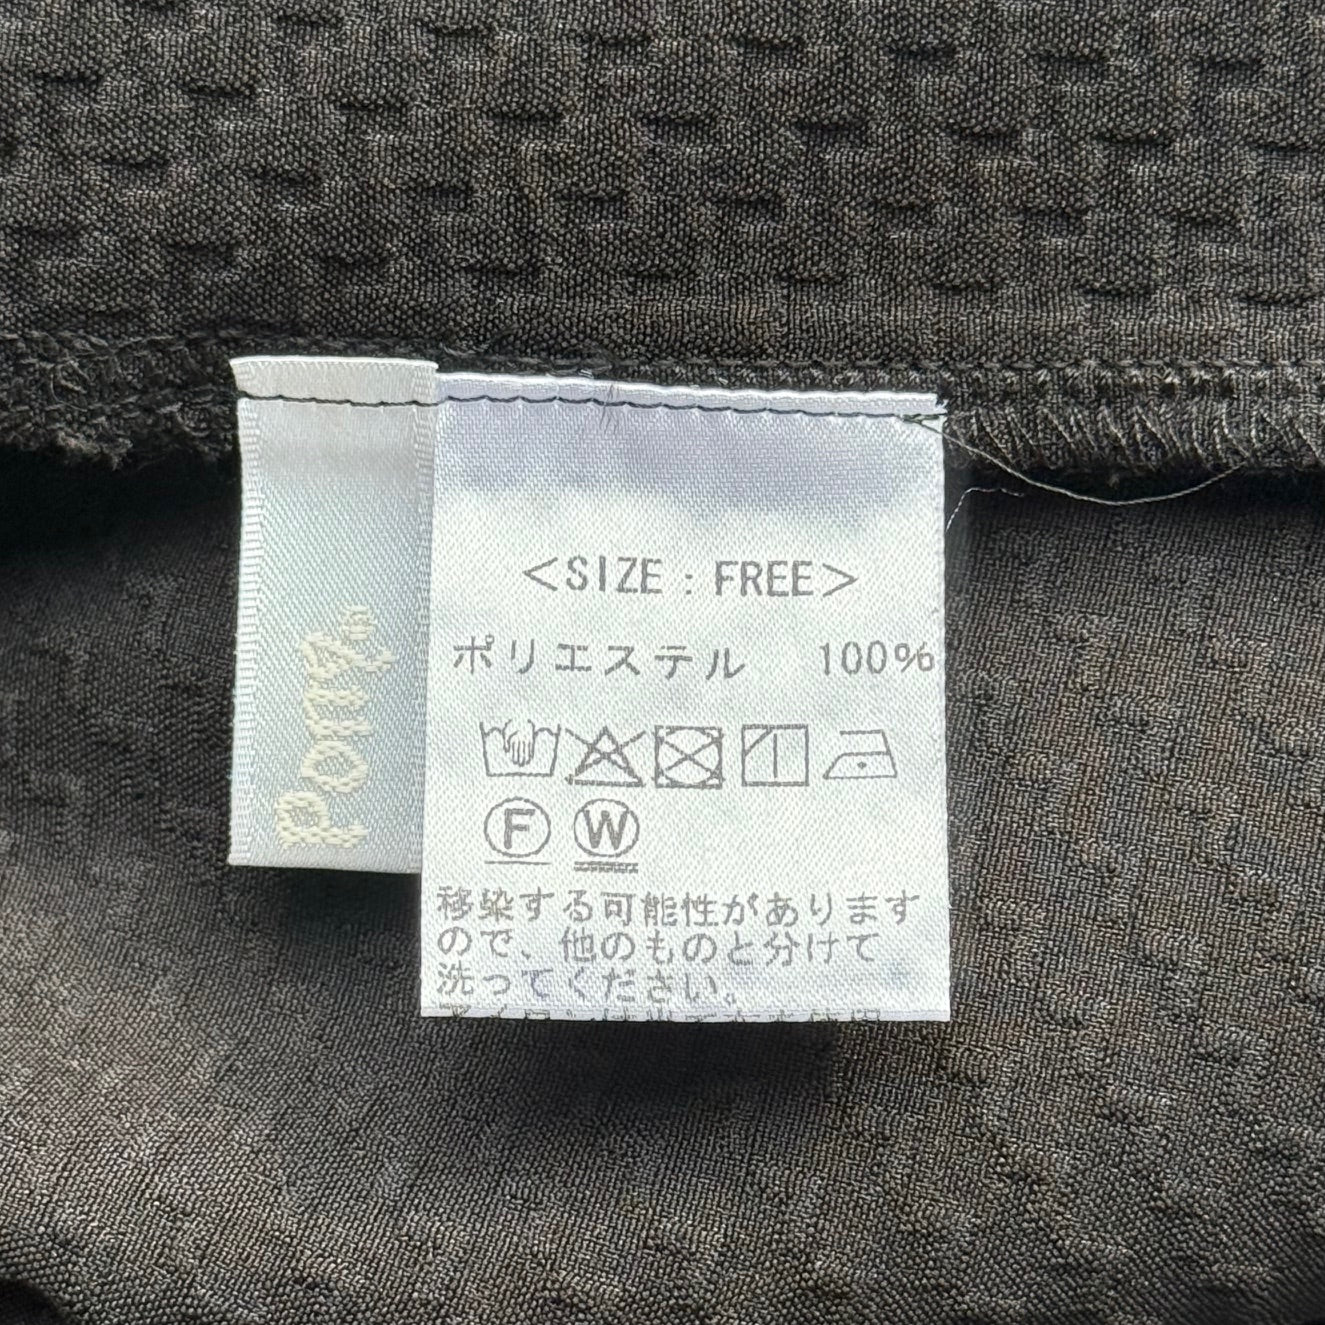 <SIZE : FREE>
ポリエステル 100%
F W
移染する可能性があります
ので、他のものと分けて
洗ってください。